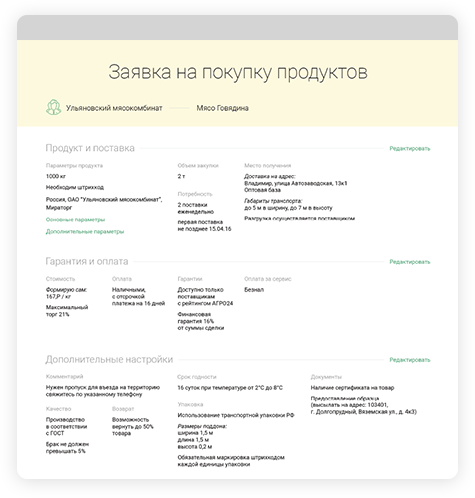 Заявка на покупку продуктов
Ульяновский мясокомбинат
Мясо Говядина
Продукт и поставка
Редактировать
Параметры продукта
1000 кг
Необходим штрихкод
Россия, ОАО "Ульяновский мясокомбинат",
Мираторг
Основные параметры
Дополнительные параметры
Объем закупки
2 т
Потребность
2 поставки
еженедельно
первая поставка
не позднее 15.04.16
Место получения
Доставка на адрес:
Владимир, улица Автозаводская, 13к1
Оптовая база
Габариты транспорта:
до 5 м в ширину, до 7 м в высоту
Разгрузка осуществляется поставщиком
Гарантия и оплата
Редактировать
Стоимость
Формирую сам:
167,Р / кг
Максимальный
торг 21%
Оплата
Наличными,
с отсрочкой
платежа на 16 дней
Гарантии
Доступно только
поставщикам
с рейтингом АГРО24
Финансовая
гарантия 16%
от суммы сделки
Оплата за сервис
Безнал
Дополнительные настройки
Редактировать
Комментарий
Нужен пропуск для въезда на территорию
свяжитесь по указанному телефону
Качество
Производство
в соответствии
с ГОСТ
Брак не должен
превышать 5%
Возврат
Возможность
вернуть до 50%
товара
Срок годности
16 суток при температуре от 2°C до 8°C
Упаковка
Использование транспортной упаковки РФ
Размеры поддона:
ширина 1,5 м
длина 1,5 м
высота 0,2 м
Обязательная маркировка штрихкодом
каждой единицы упаковки
Документы
Наличие сертификата на товар
Предоставление образца
(высылать на адрес: 103401,
г. Долгопрудный, Вяземская ул., д. 4к3)